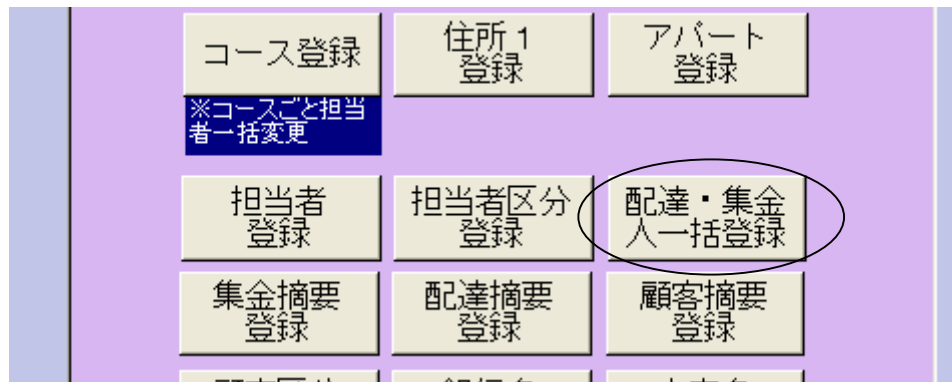 コース登録
住所1
登録
アパート
登録
※コースごと担当
者一括変更
担当者
登録
担当者区分
登録
配達・集金
人一括登録
集金摘要
登録
配達摘要
登録
顧客摘要
登録